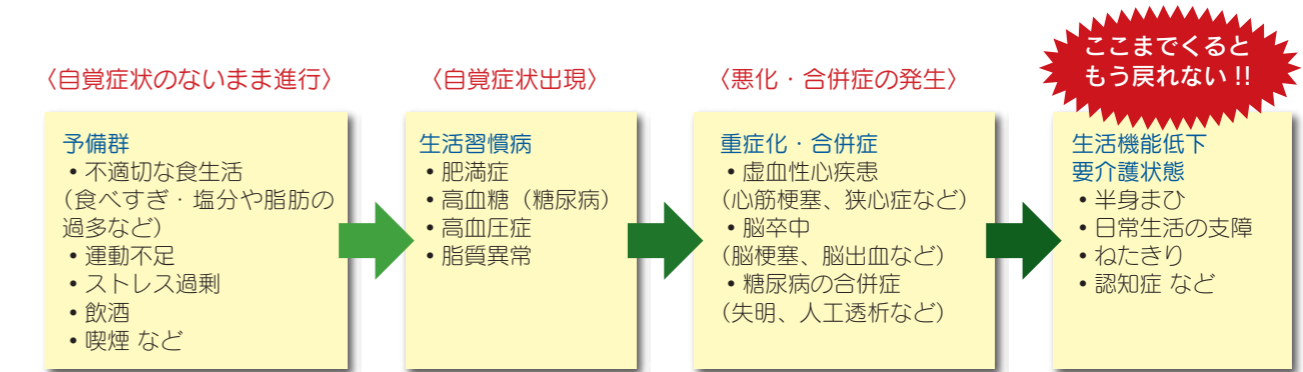 〈自覚症状のないまま進行〉
予備群
•不適切な食生活
(食べすぎ・塩分や脂肪の
過多など)
•運動不足
•ストレス過剰
•飲酒
•喫煙 など
〈自覚症状出現〉
生活習慣病
•肥満症
•高血糖（糖尿病）
•高血圧症
•脂質異常
〈悪化・合併症の発生〉
重症化・合併症
•虚血性心疾患
(心筋梗塞、狭心症など)
•脳卒中
(脳梗塞、脳出血など)
•糖尿病の合併症
(失明、人工透析など)
ここまでくると
もう戻れない !!
生活機能低下
要介護状態
•半身まひ
•日常生活の支障
•ねたきり
•認知症 など